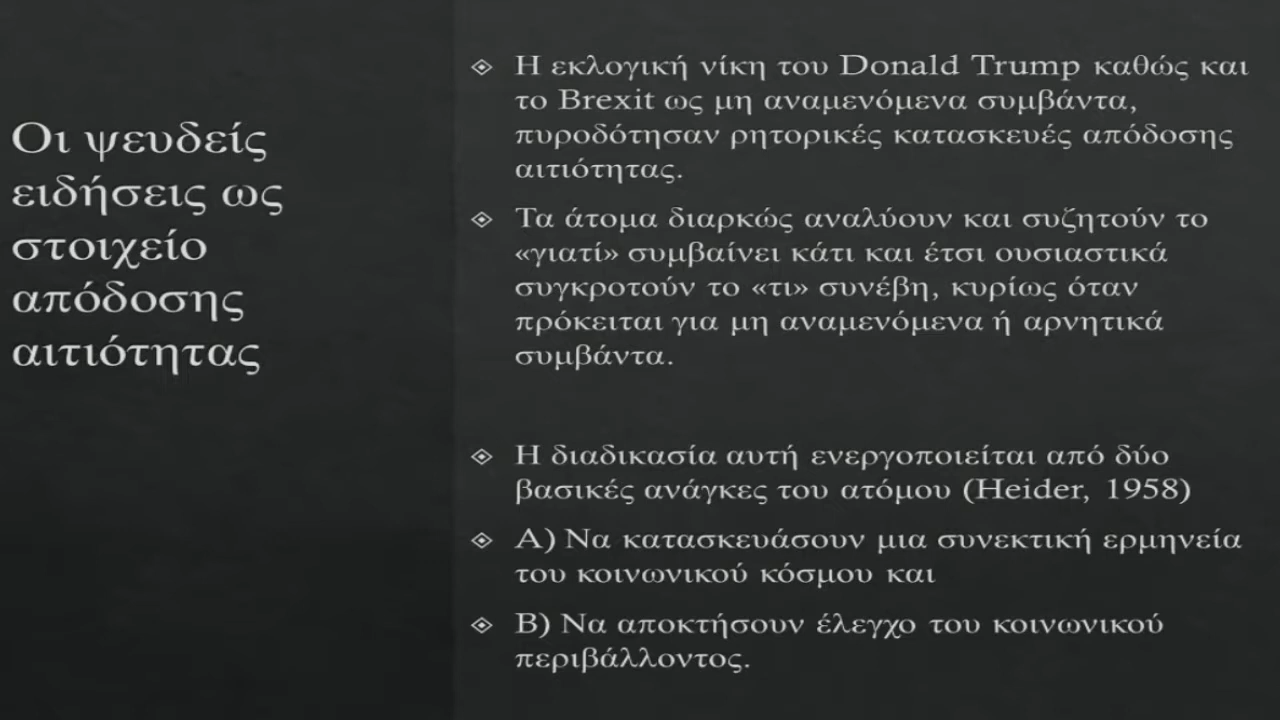 Οι ψευδείς
ειδήσεις ως
στοιχείο
απόδοσης
αιτιότητας
Η εκλογική νίκη του Donald Trump καθώς και
το Brexit ως μη αναμενόμενα συμβάντα,
πυροδότησαν ρητορικές κατασκευές απόδοσης
αιτιότητας.
Τα άτομα διαρκώς αναλύουν και συζητούν το
«γιατί» συμβαίνει κάτι και έτσι ουσιαστικά
συγκροτούν το «τι» συνέβη, κυρίως όταν
πρόκειται για μη αναμενόμενα ή αρνητικά
συμβάντα.
Η διαδικασία αυτή ενεργοποιείται από δύο
βασικές ανάγκες του ατόμου (Heider, 1958)
Α) Να κατασκευάσουν μια συνεκτική ερμηνεία
του κοινωνικού κόσμου και
Β) Να αποκτήσουν έλεγχο του κοινωνικού
περιβάλλοντος.